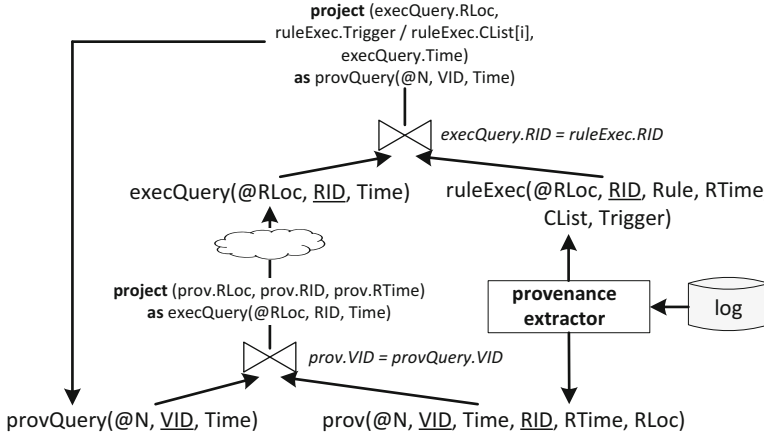 project (execQuery.RLoc,
ruleExec.Trigger / ruleExec.CList[i],
execQuery.Time)
as provQuery(@N, VID, Time)
execQuery.RID = ruleExec.RID
execQuery(@RLoc, RID, Time)
ruleExec(@RLoc, RID, Rule, RTime
CList, Trigger)
project (prov.RLoc, prov.RID, prov.RTime)
as execQuery(@RLoc, RID, Time)
provenance
extractor
log
prov.VID = provQuery.VID
provQuery(@N, VID, Time)
prov(@N, VID, Time, RID, RTime, RLoc)